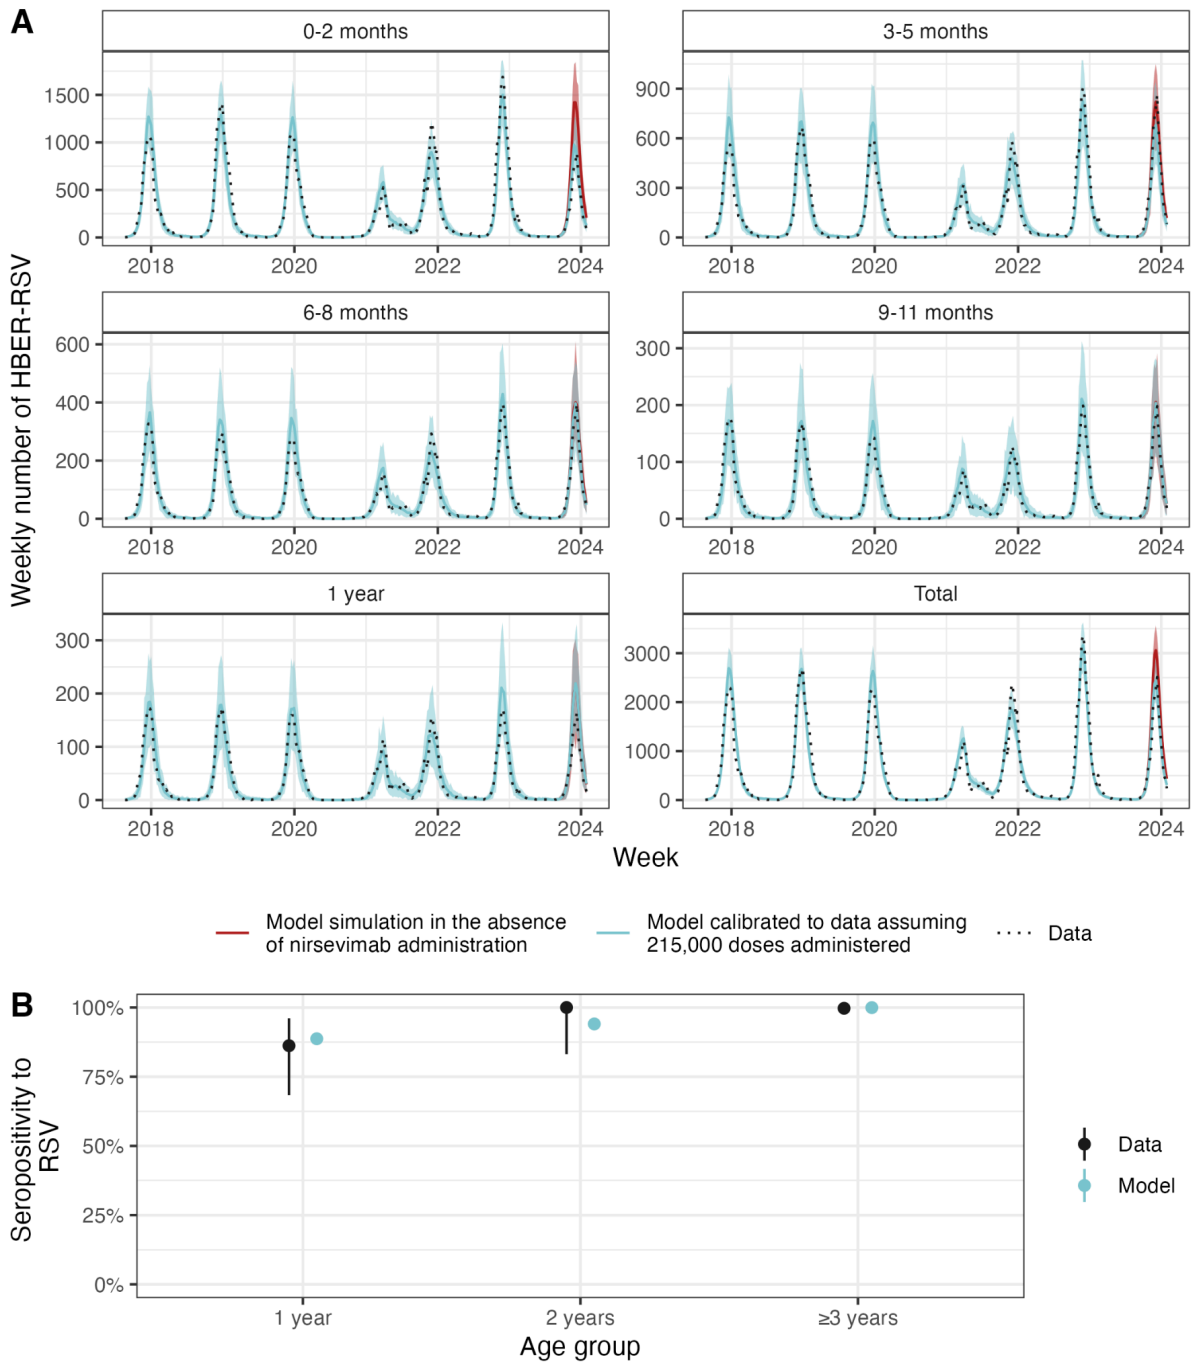 A
Weekly number of HBER-RSV
0-2 months
1500
1000
500
0
2018
2020
2022
2024
3-5 months
900
600
300
0
2018
2020
2022
2024
6-8 months
600
400
200
0
2018
2020
2022
2024
9-11 months
300
200
100
0
2018
2020
2022
2024
1 year
300
200
100
0
2018
2020
2022
2024
Total
3000
2000
1000
0
2018
2020
2022
2024
Week
Model simulation in the absence
of nirsevimab administration
Model calibrated to data assuming
215,000 doses administered
Data
B
Seropositivity to
RSV
100%
75%
50%
25%
0%
1 year
2 years
≥3 years
Age group
Data
Model